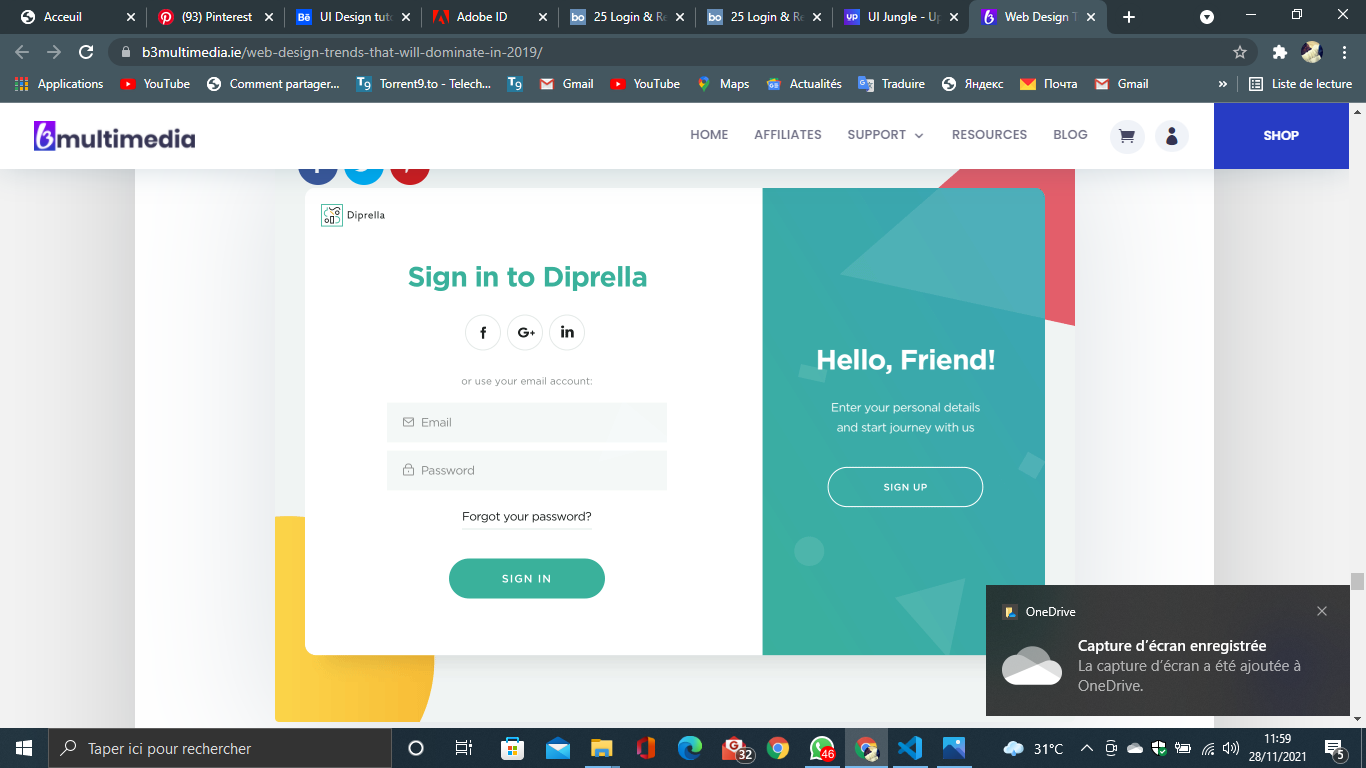 Acceuil
(93) Pinterest
UI Design tut
Adobe ID
25 Login & Re
25 Login & Re
UI Jungle - Up
Web Design T
b3multimedia.ie/web-design-trends-that-will-dominate-in-2019/
Applications
YouTube
Comment partager...
Torrent9.to - Telech...
Gmail
YouTube
Maps
Actualités
Traduire
Яндекс
Почта
Gmail
»
Liste de lecture
bmultimedia
HOME
AFFILIATES
SUPPORT
RESOURCES
BLOG
SHOP
Diprella
Sign in to Diprella
f G+ in
or use your email account:
Email
Password
Forgot your password?
SIGN IN
Hello, Friend!
Enter your personal details
and start journey with us
SIGN UP
OneDrive
Capture d'écran enregistrée
La capture d'écran a été ajoutée à
OneDrive.
Taper ici pour rechercher
32
46
31°C
11:59
28/11/2021
5